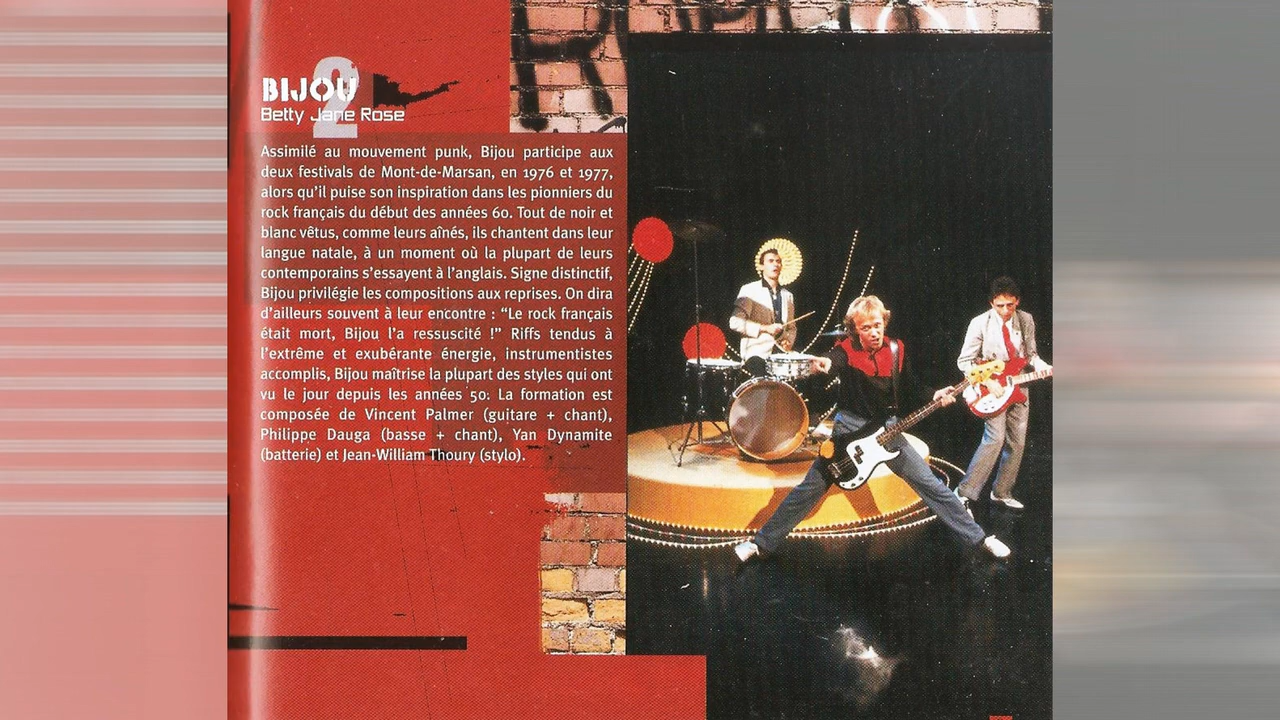 2
BIJOU
Betty Jane Rose
Assimilé au mouvement punk, Bijou participe aux
deux festivals de Mont-de-Marsan, en 1976 et 1977,
alors qu'il puise son inspiration dans les pionniers du
rock français du début des années 60. Tout de noir et
blanc vêtus, comme leurs aînés, ils chantent dans leur
langue natale, à un moment où la plupart de leurs
contemporains s'essayent à l'anglais. Signe distinctif,
Bijou privilégie les compositions aux reprises. On dira
d'ailleurs souvent à leur encontre : “Le rock français
était mort, Bijou l'a ressuscité !” Riffs tendus à
l'extrême et exubérante énergie, instrumentistes
accomplis, Bijou maîtrise la plupart des styles qui ont
vu le jour depuis les années '50. La formation est
composée de Vincent Palmer (guitare + chant),
Philippe Dauga (basse + chant), Yan Dynamite
(batterie) et Jean-William Thoury (stylo).